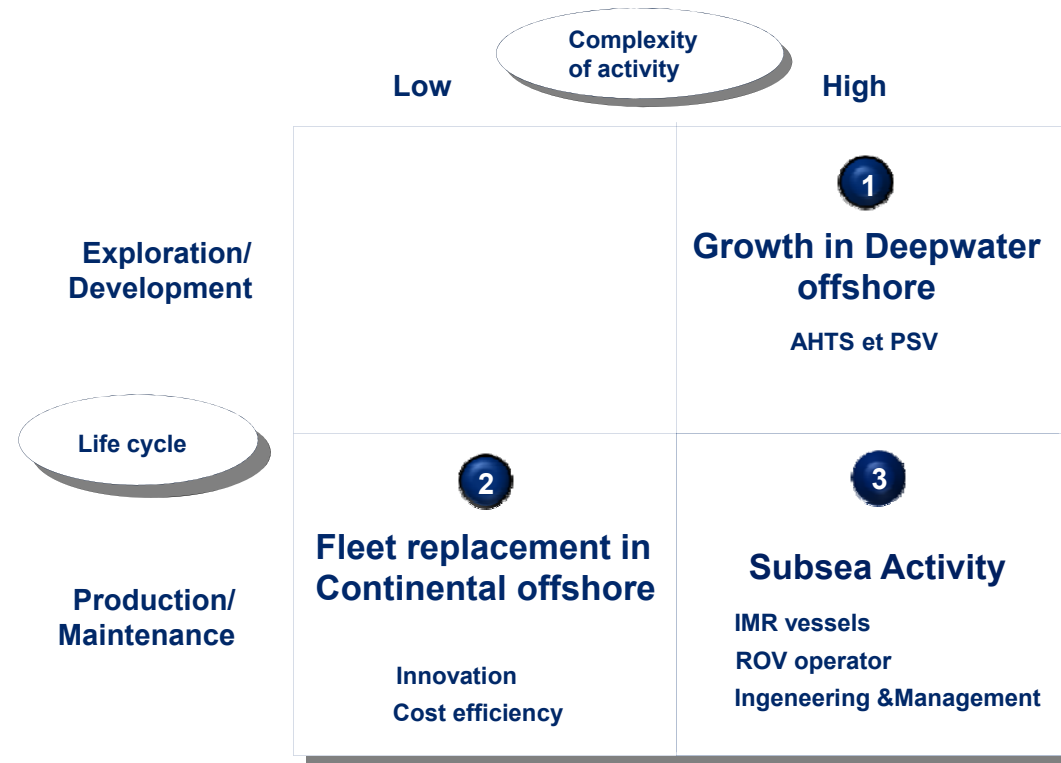 Complexity
of activity
Low
High
Exploration/
Development
1
Growth in Deepwater
offshore
AHTS et PSV
Life cycle
Production/
Maintenance
2
Fleet replacement in
Continental offshore
Innovation
Cost efficiency
3
Subsea Activity
IMR vessels
ROV operator
Ingeneering &Management